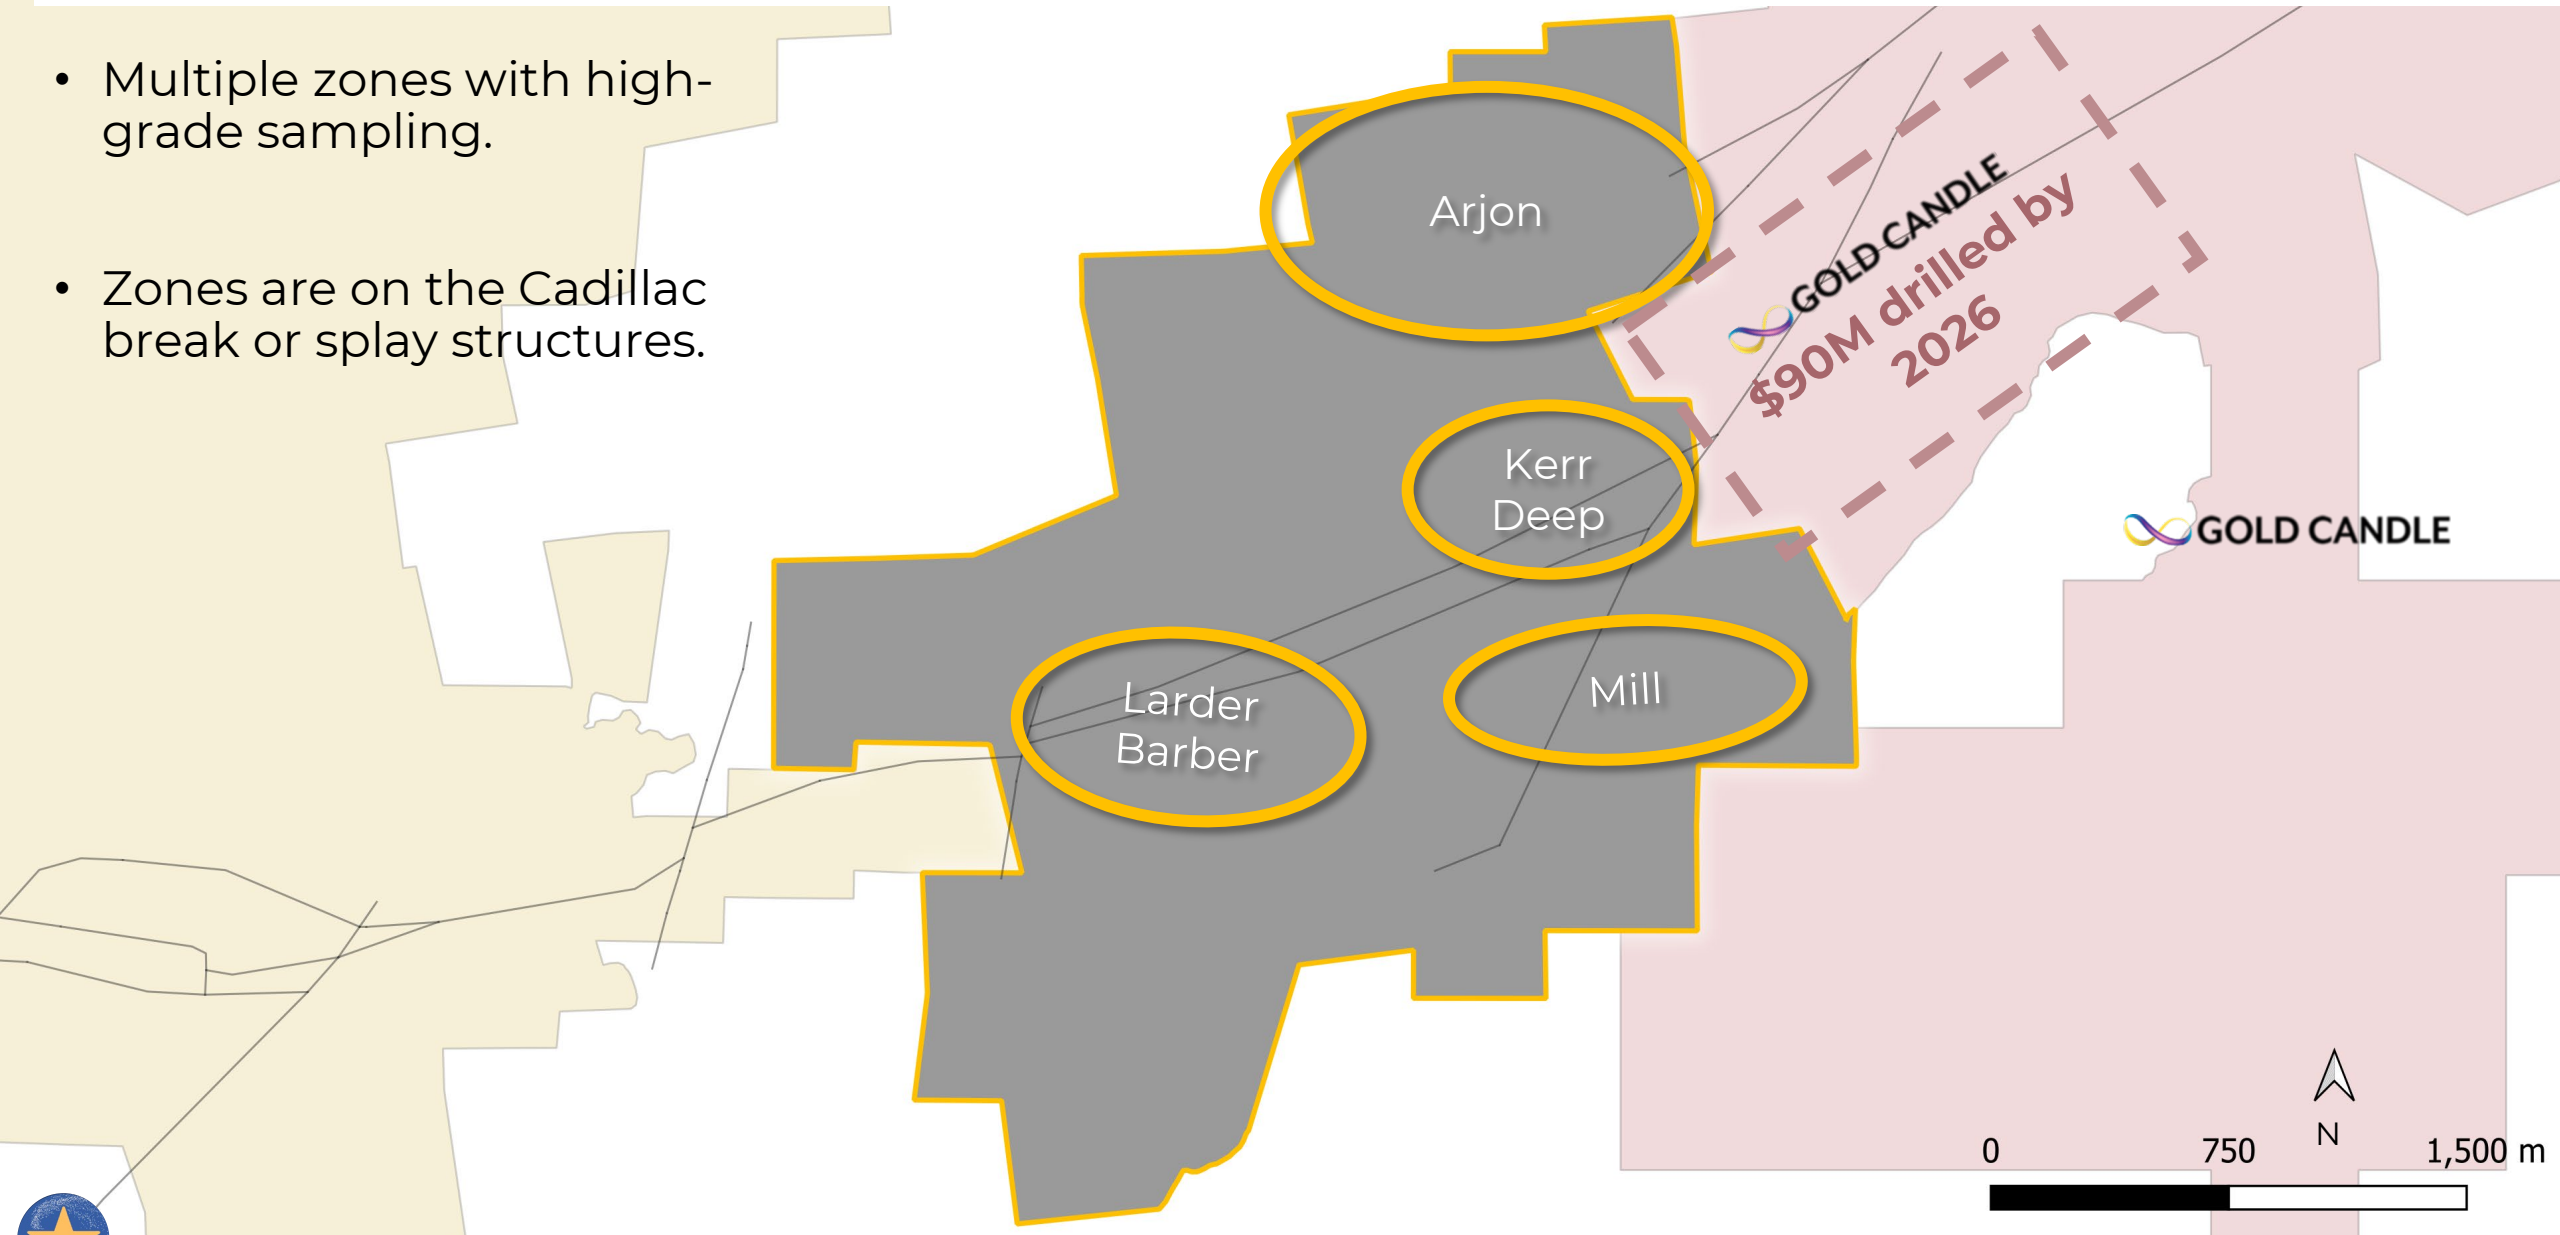 • Multiple zones with high-
grade sampling.
• Zones are on the Cadillac
break or splay structures.
Arjon
GOLD CANDLE
$90M drilled by
2026
Kerr
Deep
GOLD CANDLE
Larder
Barber
Mill
N
0 750 1,500 m